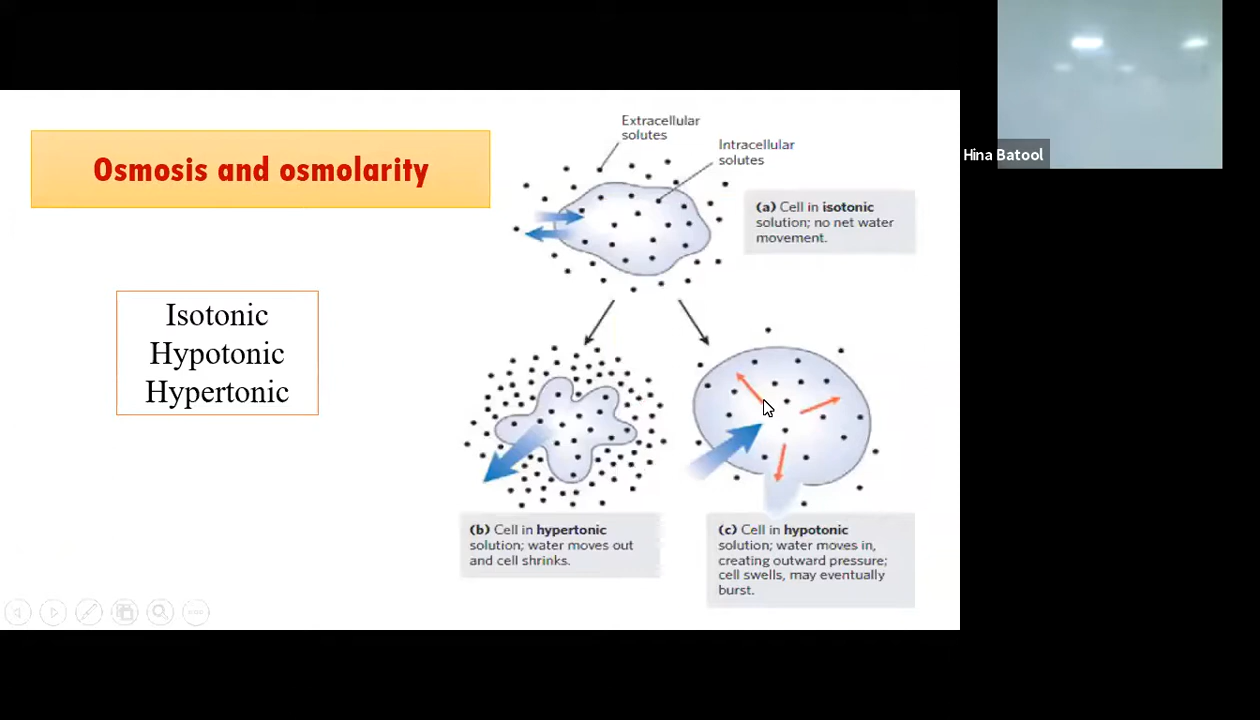 Osmosis and osmolarity
Isotonic
Hypotonic
Hypertonic
Extracellular
solutes
Intracellular
solutes
(a) Cell in isotonic
solution; no net water
movement.
(b) Cell in hypertonic
solution; water moves out
and cell shrinks.
(c) Cell in hypotonic
solution; water moves in,
creating outward pressure;
cell swells, may eventually
burst.
Hina Batool